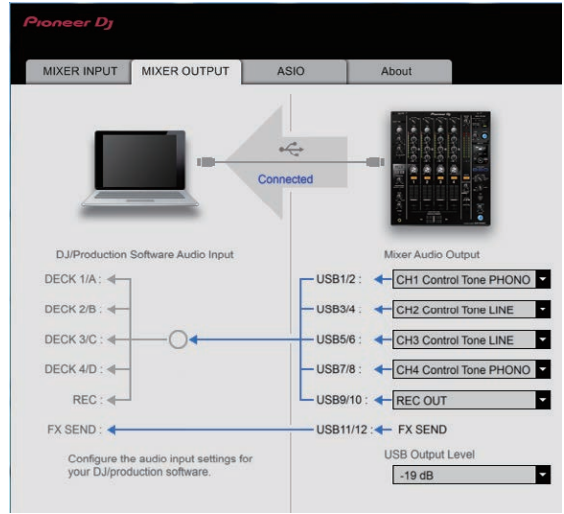 Pioneer Dj
MIXER INPUT MIXER OUTPUT ASIO About
Connected
DJ/Production Software Audio Input
Mixer Audio Output
DECK 1/A :
USB1/2 : CH1 Control Tone PHONO
DECK 2/B :
USB3/4 : CH2 Control Tone LINE
DECK 3/C :
USB5/6 : CH3 Control Tone LINE
DECK 4/D :
USB7/8 : CH4 Control Tone PHONO
REC :
USB9/10 : REC OUT
FX SEND :
USB11/12 : FX SEND
Configure the audio input settings for
your DJ/production software.
USB Output Level
-19 dB